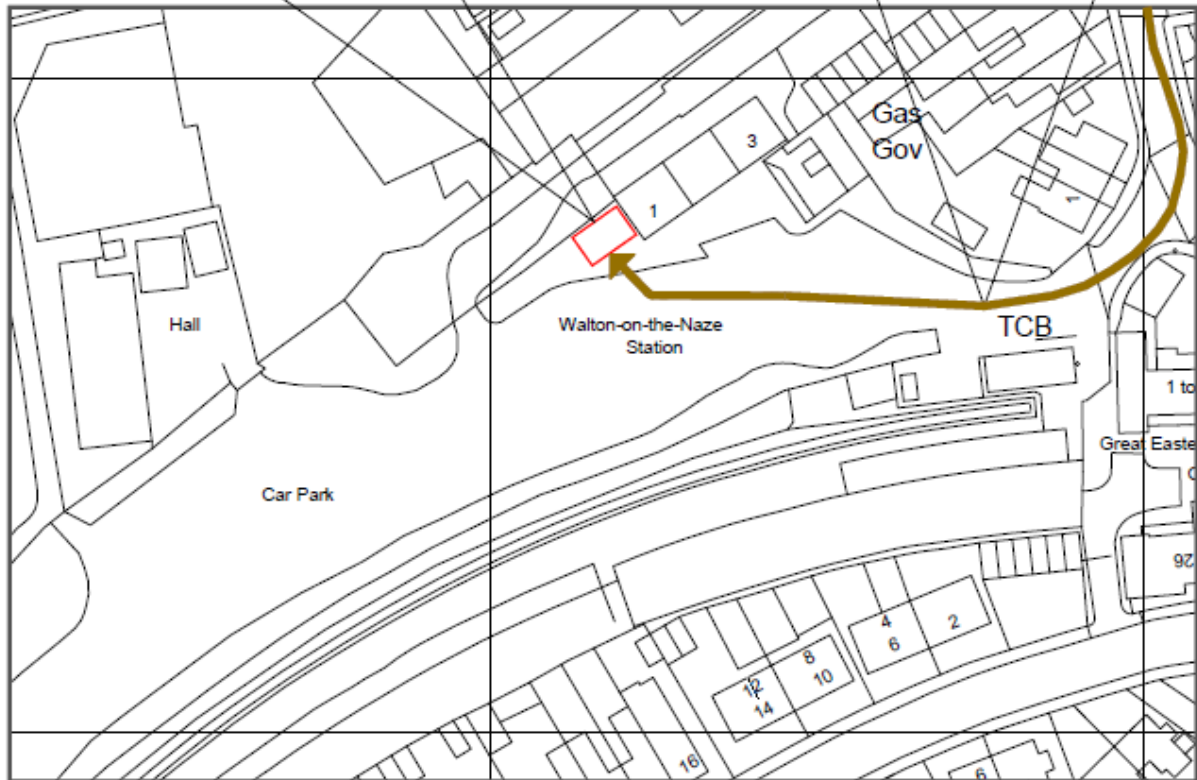 Gas
Gov
3
1
1
Hall
Walton-on-the-Naze
Station
TCB
1 to
Great Easte
Car Park
26
4
2
6
8
12
10
14
16
6